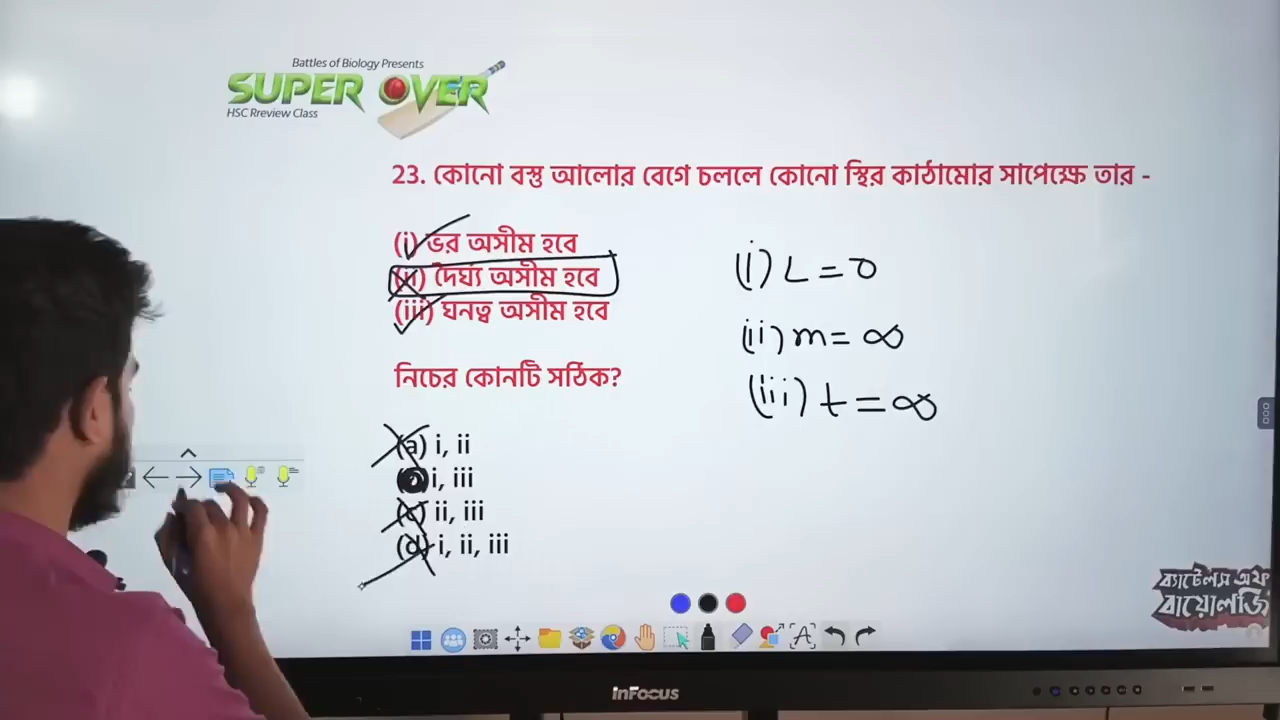 Battles of Biology Presents
SUPER OVER
HSC Rreview Class
23. কোনো বস্তু আলোর বেগে চললে কোনো স্থির কাঠামোর সাপেক্ষে তার -
(i) ভর অসীম হবে
(ii) দৈর্ঘ্য অসীম হবে
(iii) ঘনত্ব অসীম হবে
(i) L = 0
(ii) m = ∞
(iii) t = ∞
নিচের কোনটি সঠিক?
(a) i, ii
i, iii
(c) ii, iii
(d) i, ii, iii
ব্যাটেলস অফ
বায়োলজি
InFocus